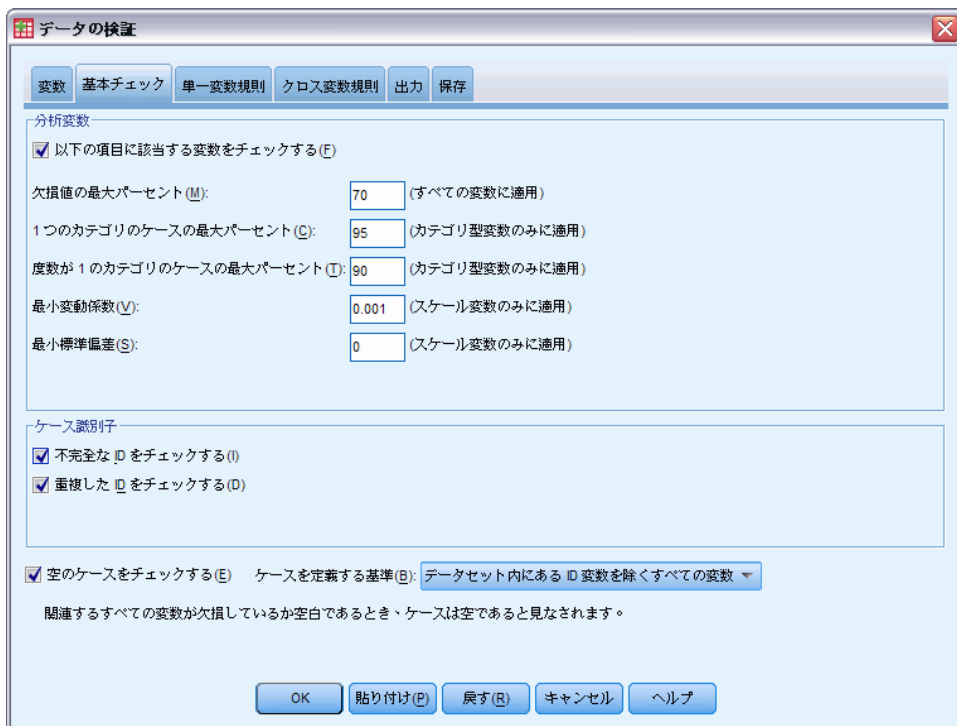 データの検証
変数 基本チェック 単一変数規則 クロス変数規則 出力 保存
分析変数
以下の項目に該当する変数をチェックする(F)
欠損値の最大パーセント(M): 70 (すべての変数に適用)
1つのカテゴリのケースの最大パーセント(C): 95 (カテゴリ型変数のみに適用)
度数が1のカテゴリのケースの最大パーセント(T): 90 (カテゴリ型変数のみに適用)
最小変動係数(V): 0.001 (スケール変数のみに適用)
最小標準偏差(S): 0 (スケール変数のみに適用)
ケース識別子
不完全な ID をチェックする(I)
重複した ID をチェックする(D)
空のケースをチェックする(E) ケースを定義する基準(B): データセット内にある ID 変数を除くすべての変数
関連するすべての変数が欠損しているか空白であるとき、ケースは空であると見なされます。
OK 貼り付け(P) 戻す(R) キャンセル ヘルプ